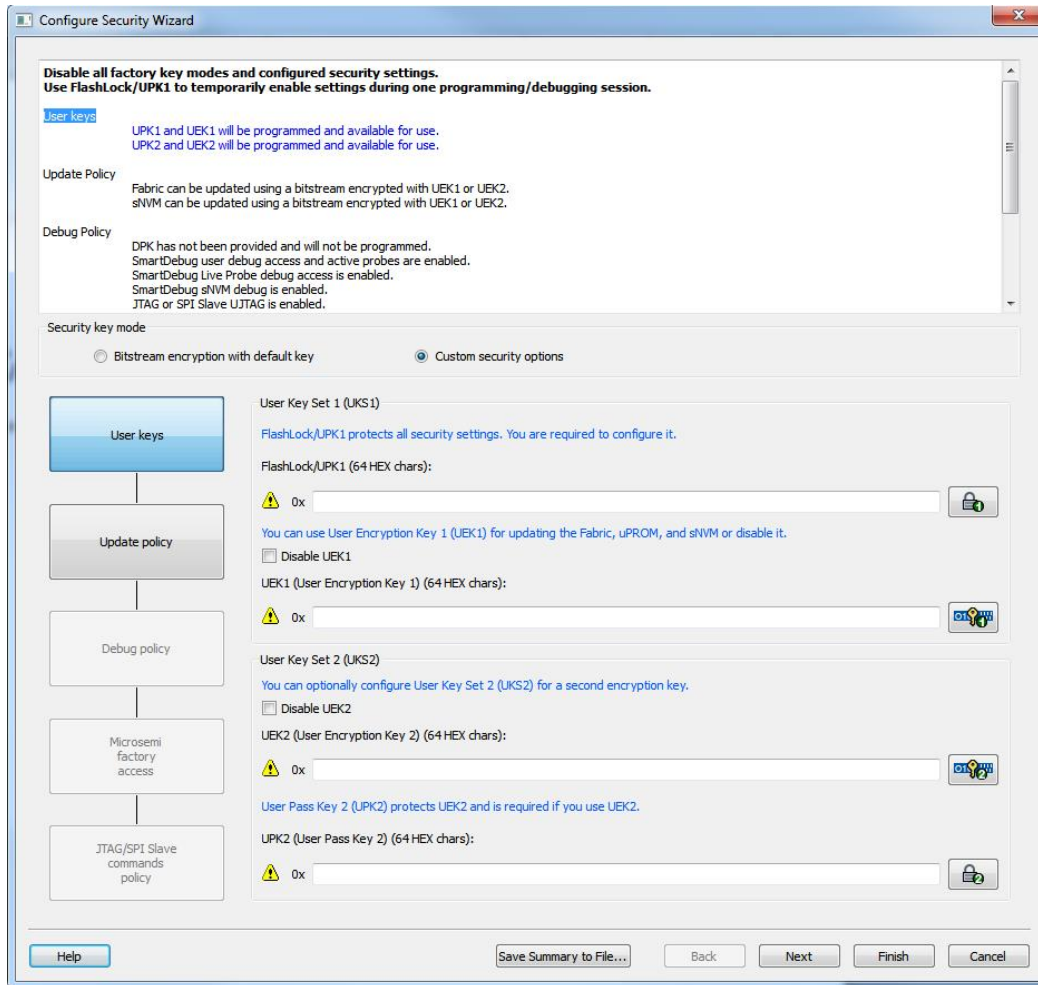 Configure Security Wizard
Disable all factory key modes and configured security settings.
Use FlashLock/UPK1 to temporarily enable settings during one programming/debugging session.
User keys
UPK1 and UEK1 will be programmed and available for use.
UPK2 and UEK2 will be programmed and available for use.
Update Policy
Fabric can be updated using a bitstream encrypted with UEK1 or UEK2.
sNVM can be updated using a bitstream encrypted with UEK1 or UEK2.
Debug Policy
DPK has not been provided and will not be programmed.
SmartDebug user debug access and active probes are enabled.
SmartDebug Live Probe debug access is enabled.
SmartDebug sNVM debug is enabled.
JTAG or SPI Slave UJTAG is enabled.
Security key mode
Bitstream encryption with default key
Custom security options
User keys
Update policy
Debug policy
Microsemi
factory
access
JTAG/SPI Slave
commands
policy
User Key Set 1 (UKS1)
FlashLock/UPK1 protects all security settings. You are required to configure it.
FlashLock/UPK1 (64 HEX chars):
0x
1
You can use User Encryption Key 1 (UEK1) for updating the Fabric, uPROM, and sNVM or disable it.
Disable UEK1
UEK1 (User Encryption Key 1) (64 HEX chars):
0x
1
User Key Set 2 (UKS2)
You can optionally configure User Key Set 2 (UKS2) for a second encryption key.
Disable UEK2
UEK2 (User Encryption Key 2) (64 HEX chars):
0x
2
User Pass Key 2 (UPK2) protects UEK2 and is required if you use UEK2.
UPK2 (User Pass Key 2) (64 HEX chars):
0x
2
Help
Save Summary to File...
Back
Next
Finish
Cancel